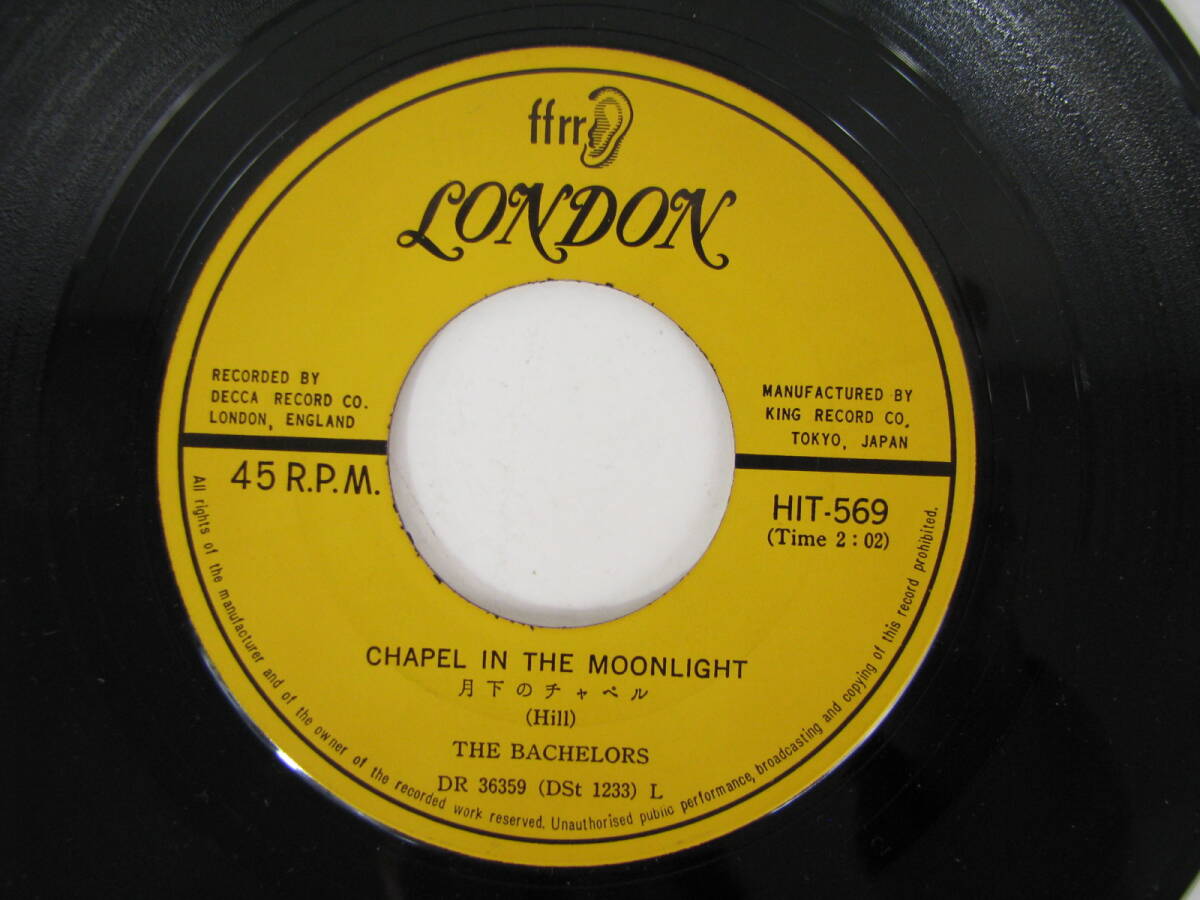 ffrr
LONDON
RECORDED BY
DECCA RECORD CO.
LONDON, ENGLAND
MANUFACTURED BY
KING RECORD CO.
TOKYO, JAPAN
45 R.P.M.
HIT-569
(Time 2:02)
CHAPEL IN THE MOONLIGHT
月下のチャペル
(Hill)
THE BACHELORS
DR 36359 (DSt 1233) L
All rights of the manufacturer and of the owner of the recorded work reserved. Unauthorised public performance, broadcasting and copying of this record prohibited.
2